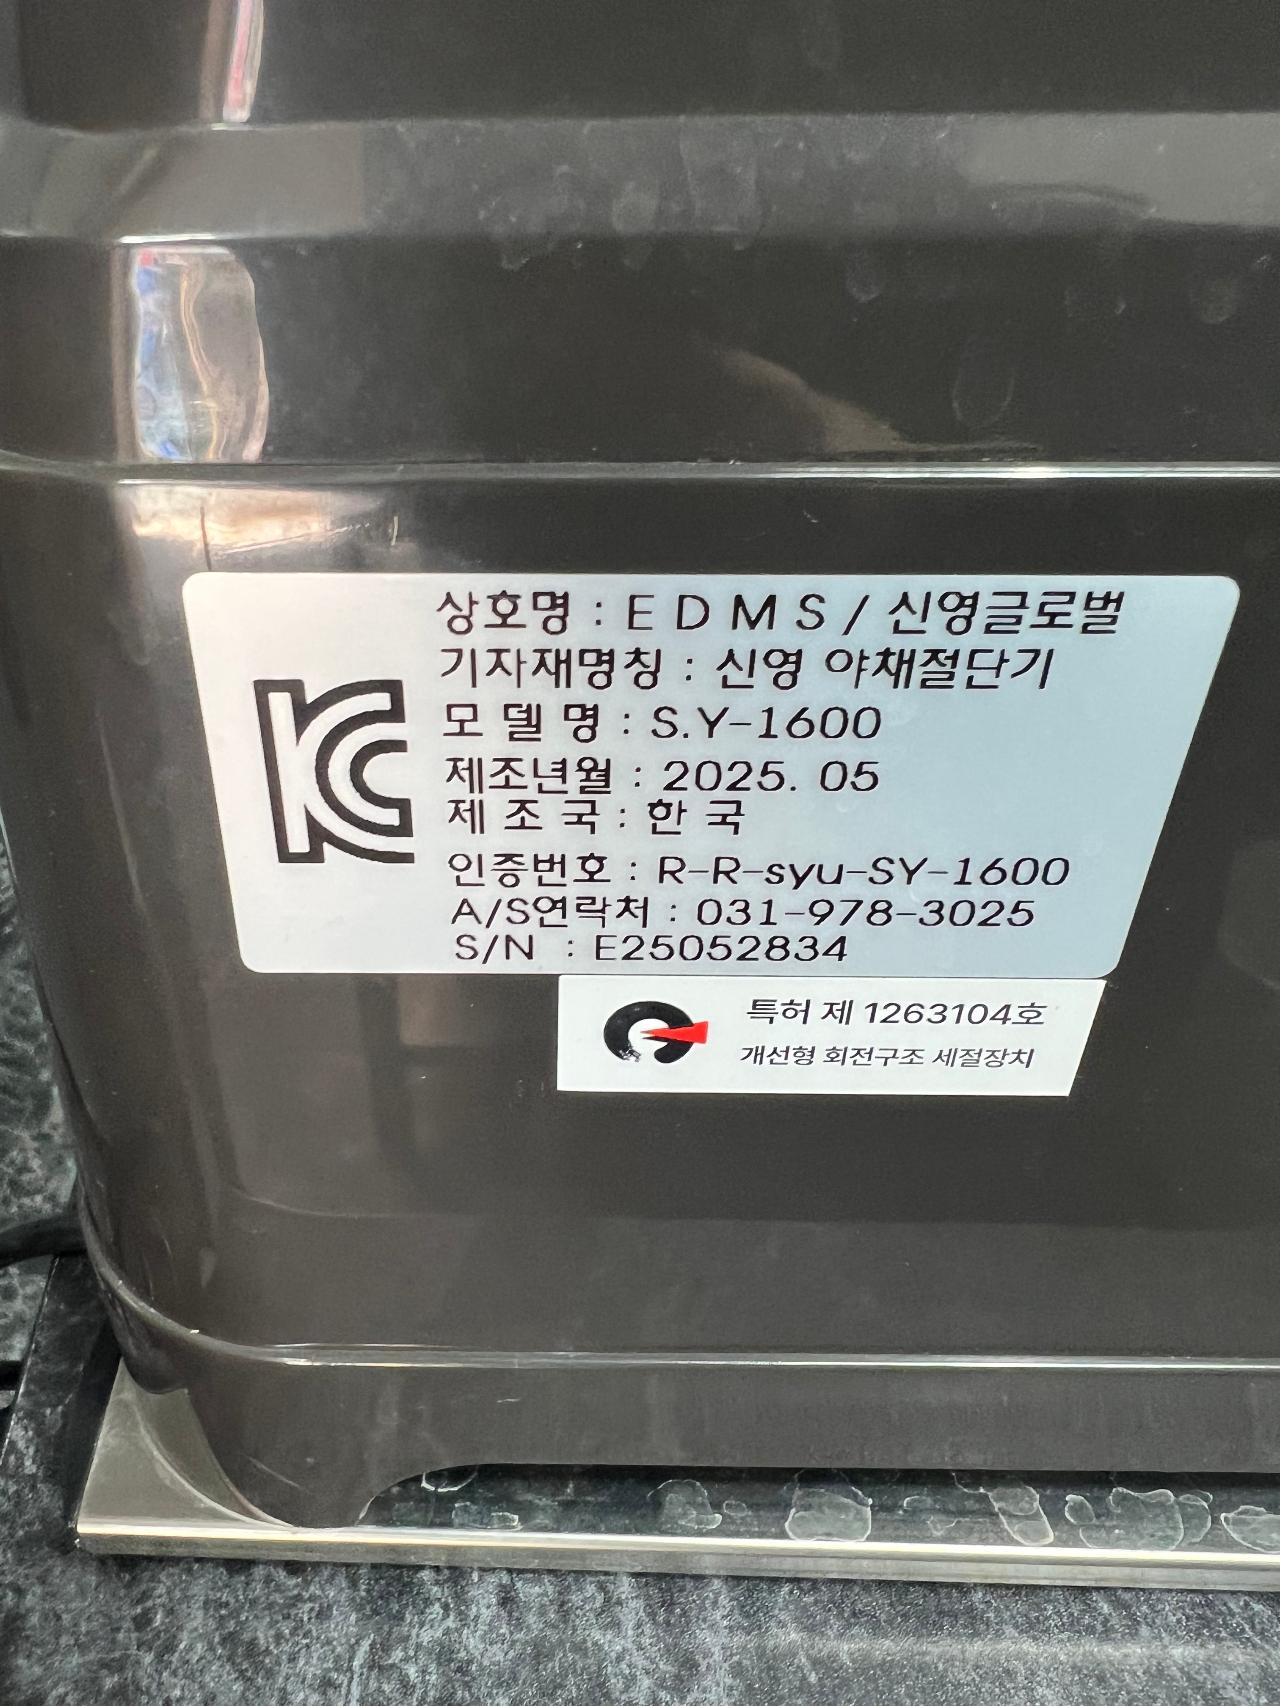 상호명 : E D M S / 신영글로벌
기자재명칭 : 신영 야채절단기
모 델 명 : S.Y-1600
제조년월 : 2025. 05
제 조 국 : 한 국
인증번호 : R-R-syu-SY-1600
A/S연락처 : 031-978-3025
S/N : E25052834
KC
특허 제 1263104호
개선형 회전구조 세절장치